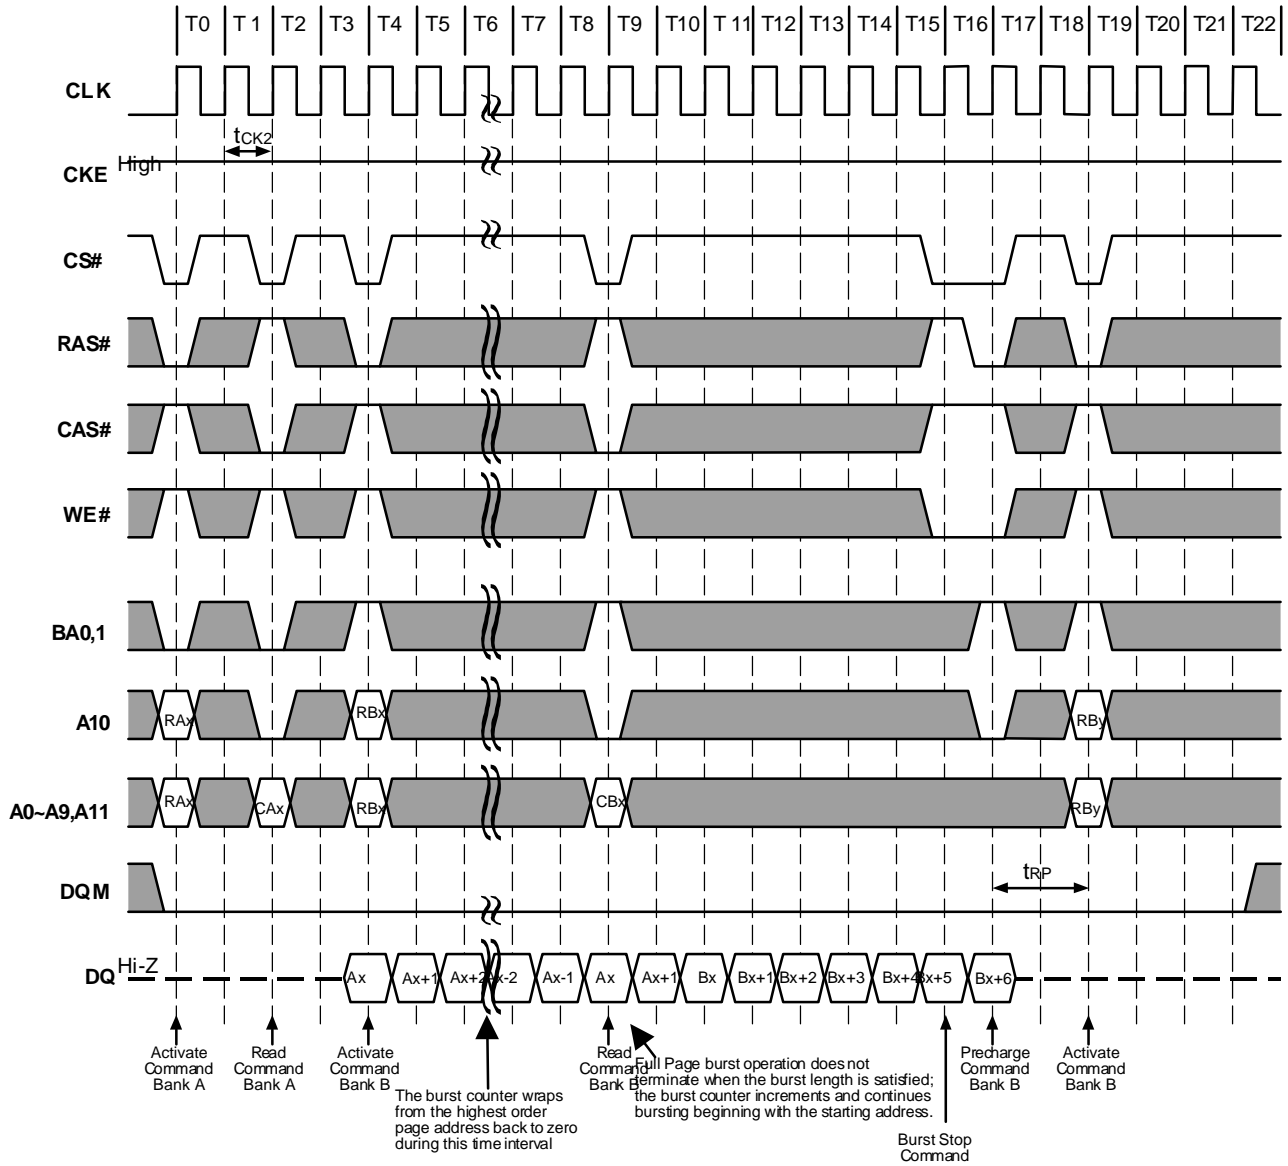 T0 T 1 T2 T3 T4 T5 T6 T7 T8 T9 T10 T 11 T12 T13 T14 T15 T16 T17 T18 T19 T20 T21 T22
CLK
tCK2
CKE High
CS#
RAS#
CAS#
WE#
BA0,1
A10 RAx RBx RBy
A0~A9,A11 RAx CAx RBx CBx RBy
DQM tRP
DQ Hi-Z Ax Ax+1 Ax+2 Ax-2 Ax-1 Ax Ax+1 Bx Bx+1 Bx+2 Bx+3 Bx+4 Bx+5 Bx+6
Activate
Command
Bank A
Read
Command
Bank A
Activate
Command
Bank B
The burst counter wraps
from the highest order
page address back to zero
during this time interval
Read
Command
Bank B
Full Page burst operation does not
terminate when the burst length is satisfied;
the burst counter increments and continues
bursting beginning with the starting address.
Burst Stop
Command
Precharge
Command
Bank B
Activate
Command
Bank B